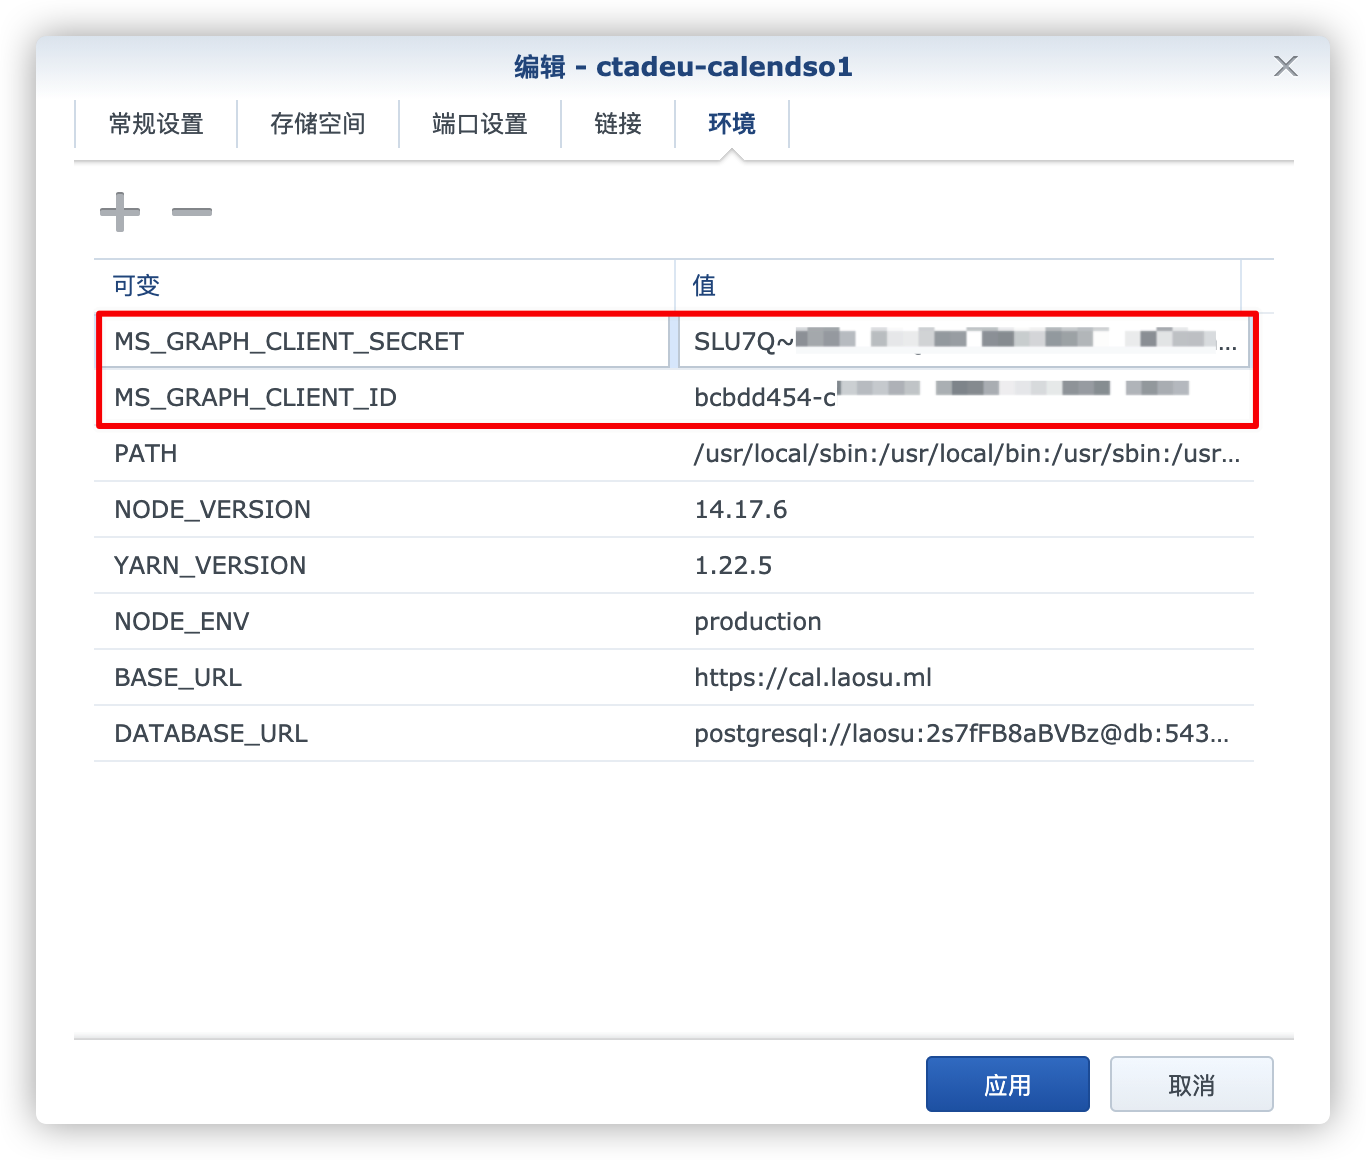 编辑 - ctadeu-calendso1
常规设置 存储空间 端口设置 链接 环境
可变 值
MS_GRAPH_CLIENT_SECRET SLU7Q~ ...
MS_GRAPH_CLIENT_ID bcbdd454-c
PATH /usr/local/sbin:/usr/local/bin:/usr/sbin:/usr...
NODE_VERSION 14.17.6
YARN_VERSION 1.22.5
NODE_ENV production
BASE_URL https://cal.laosu.ml
DATABASE_URL postgresql://laosu:2s7fFB8aBVBz@db:543...
应用 取消